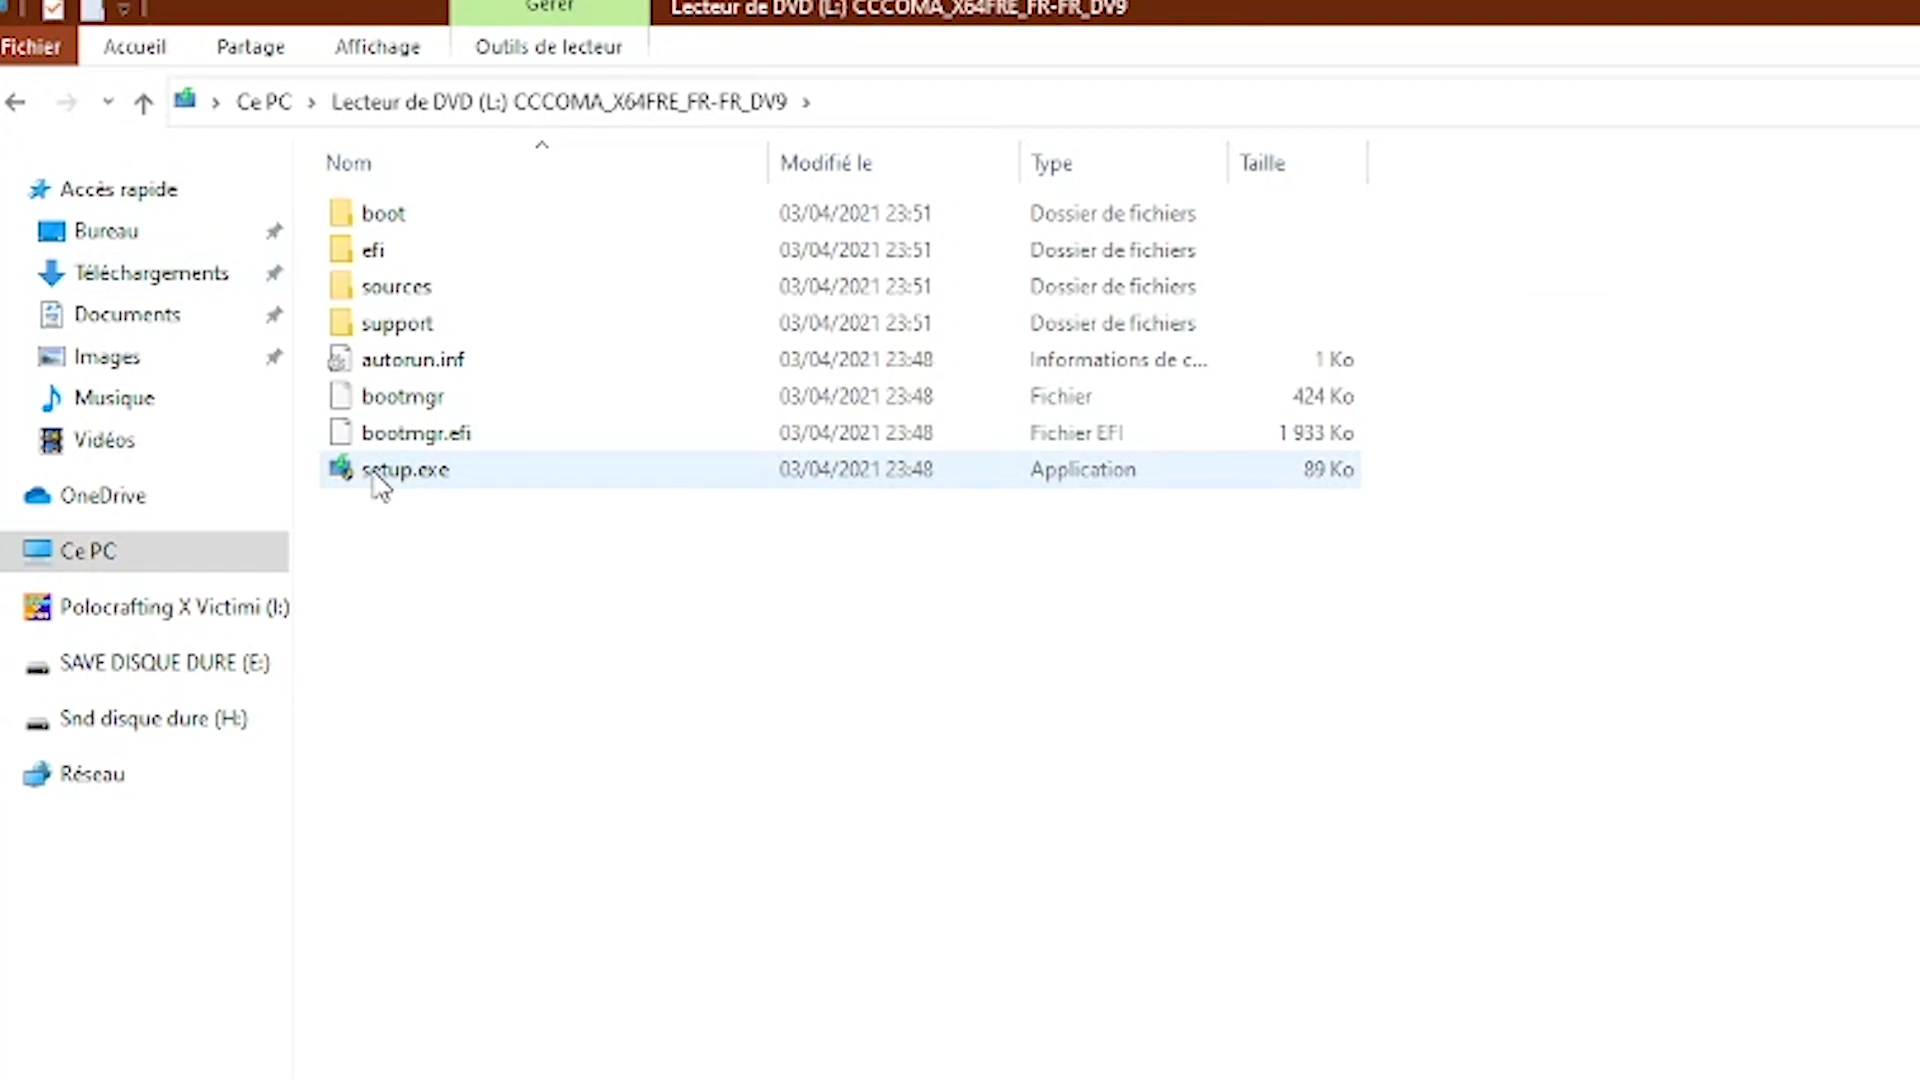 Gérer
Lecteur de DVD (L:) CCCOMA_X64FRE_FR-FR_DV9
Fichier
Accueil
Partage
Affichage
Outils de lecteur
Ce PC
Lecteur de DVD (L:) CCCOMA_X64FRE_FR-FR_DV9
Nom
Modifié le
Type
Taille
Accès rapide
Bureau
Téléchargements
Documents
Images
Musique
Vidéos
OneDrive
Ce PC
Polocrafting X Victimi (I:)
SAVE DISQUE DURE (E:)
Snd disque dure (H:)
Réseau
boot 03/04/2021 23:51 Dossier de fichiers
efi 03/04/2021 23:51 Dossier de fichiers
sources 03/04/2021 23:51 Dossier de fichiers
support 03/04/2021 23:51 Dossier de fichiers
autorun.inf 03/04/2021 23:48 Informations de c... 1 Ko
bootmgr 03/04/2021 23:48 Fichier 424 Ko
bootmgr.efi 03/04/2021 23:48 Fichier EFI 1 933 Ko
setup.exe 03/04/2021 23:48 Application 89 Ko